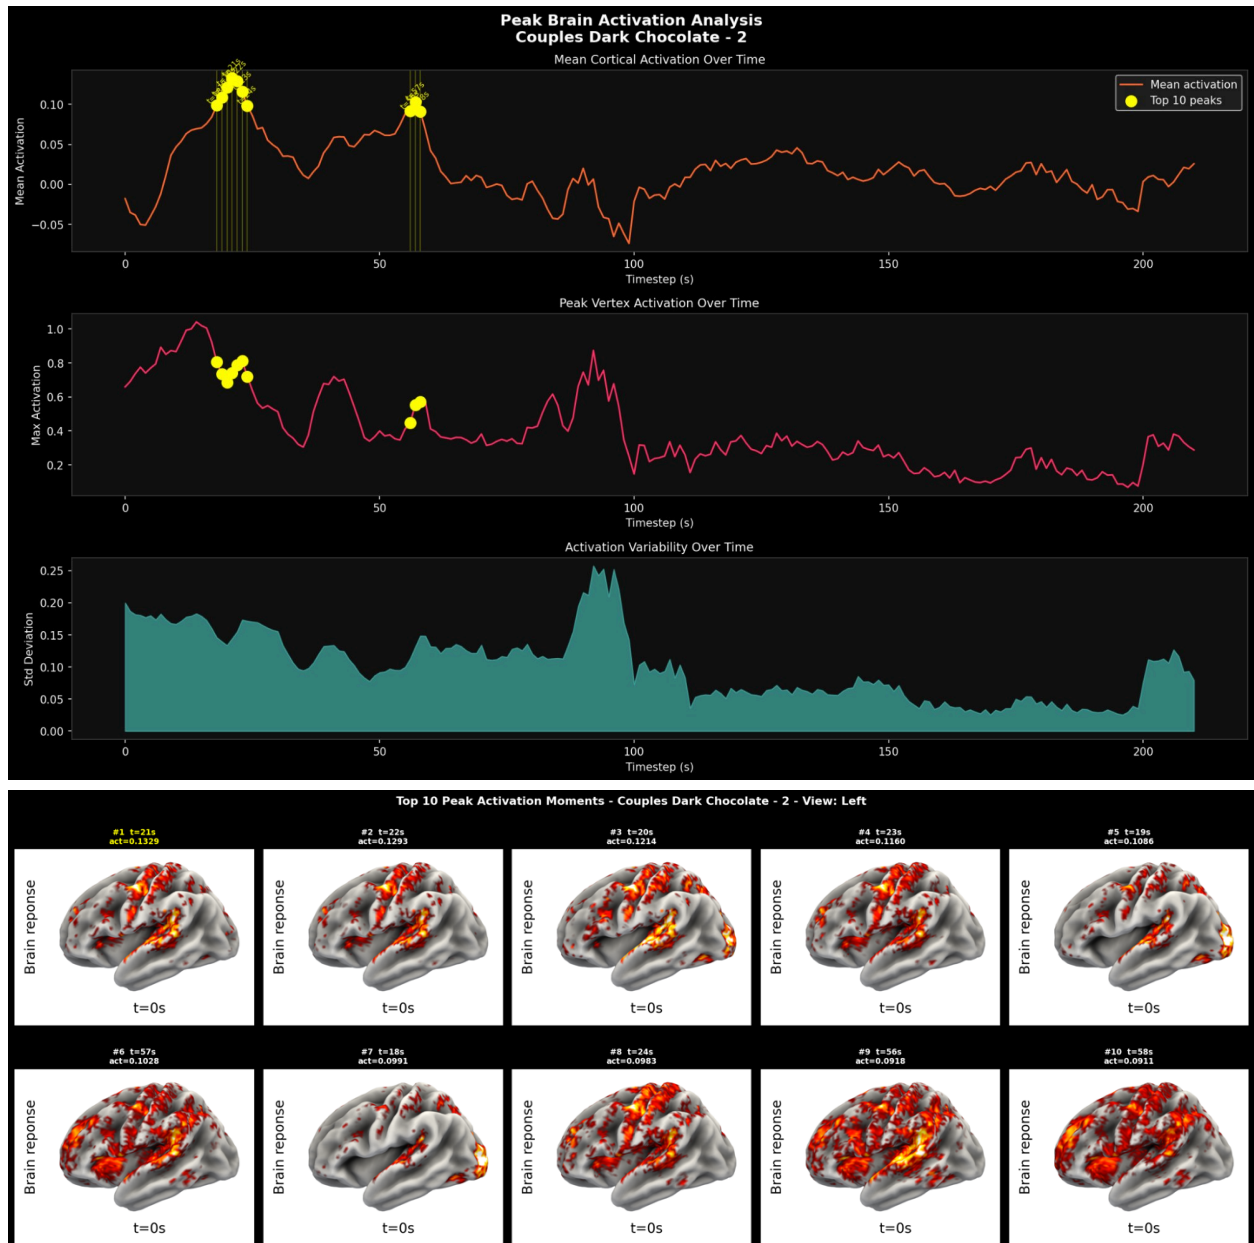 Peak Brain Activation Analysis
Couples Dark Chocolate - 2
Mean Cortical Activation Over Time
Mean activation
Top 10 peaks
Mean Activation
0.10
0.05
0.00
−0.05
0 50 100 150 200
Timestep (s)
Peak Vertex Activation Over Time
Max Activation
1.0
0.8
0.6
0.4
0.2
0 50 100 150 200
Timestep (s)
Activation Variability Over Time
Std Deviation
0.25
0.20
0.15
0.10
0.05
0.00
0 50 100 150 200
Timestep (s)
Top 10 Peak Activation Moments - Couples Dark Chocolate - 2 - View: Left
#1 t=21s
act=0.1329
Brain reponse
t=0s
#2 t=22s
act=0.1293
Brain reponse
t=0s
#3 t=20s
act=0.1214
Brain reponse
t=0s
#4 t=23s
act=0.1160
Brain reponse
t=0s
#5 t=19s
act=0.1086
Brain reponse
t=0s
#6 t=57s
act=0.1028
Brain reponse
t=0s
#7 t=18s
act=0.0991
Brain reponse
t=0s
#8 t=24s
act=0.0983
Brain reponse
t=0s
#9 t=56s
act=0.0918
Brain reponse
t=0s
#10 t=58s
act=0.0911
Brain reponse
t=0s